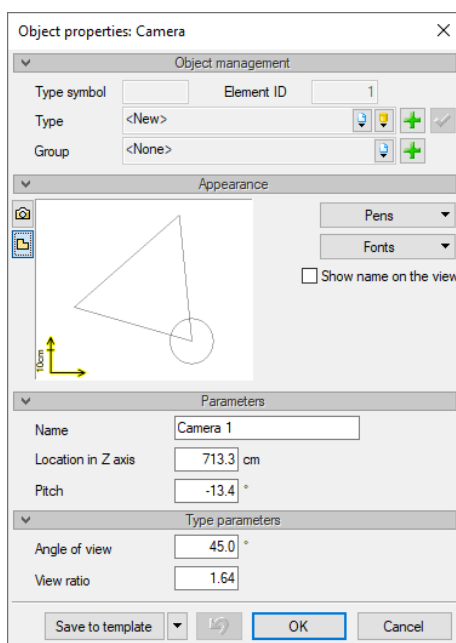 Object properties: Camera
Object management
Type symbol Element ID 1
Type <New>
Group <None>
Appearance
Pens
Fonts
Show name on the view
10cm
Parameters
Name Camera 1
Location in Z axis 713.3 cm
Pitch -13.4 °
Type parameters
Angle of view 45.0 °
View ratio 1.64
Save to template OK Cancel